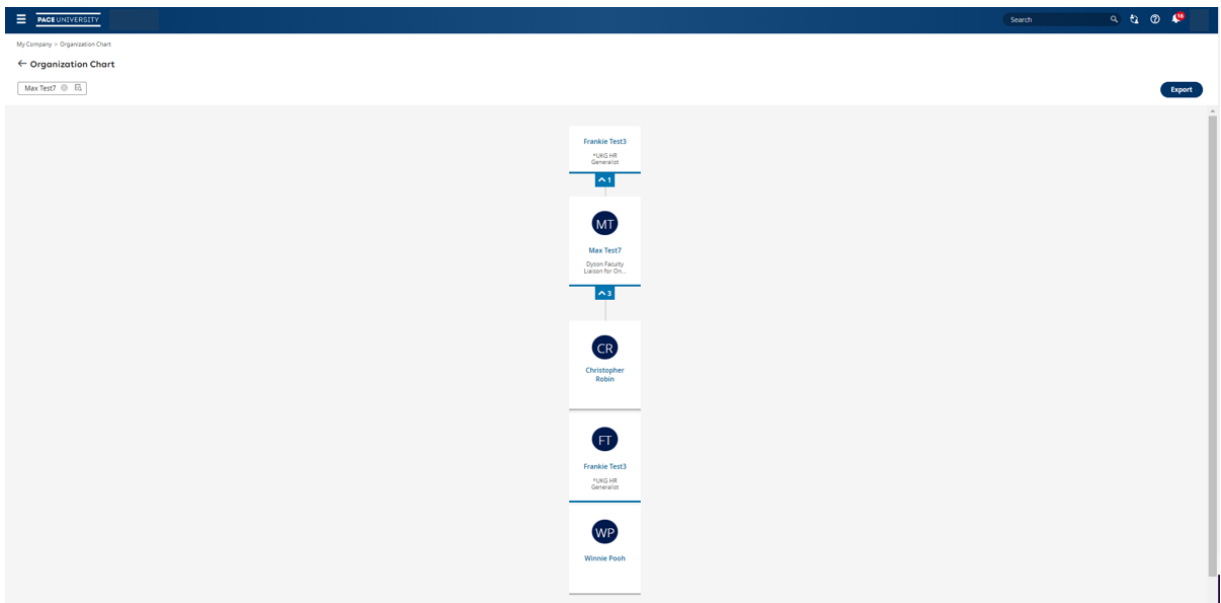 PACE UNIVERSITY
Search
16
My Company > Organization Chart
← Organization Chart
Max Test7
Export
Frankie Test3
*UKG HR
Generalist
1
MT
Max Test7
Dyson Faculty
Liaison for On...
3
CR
Christopher
Robin
FT
Frankie Test3
*UKG HR
Generalist
WP
Winnie Pooh